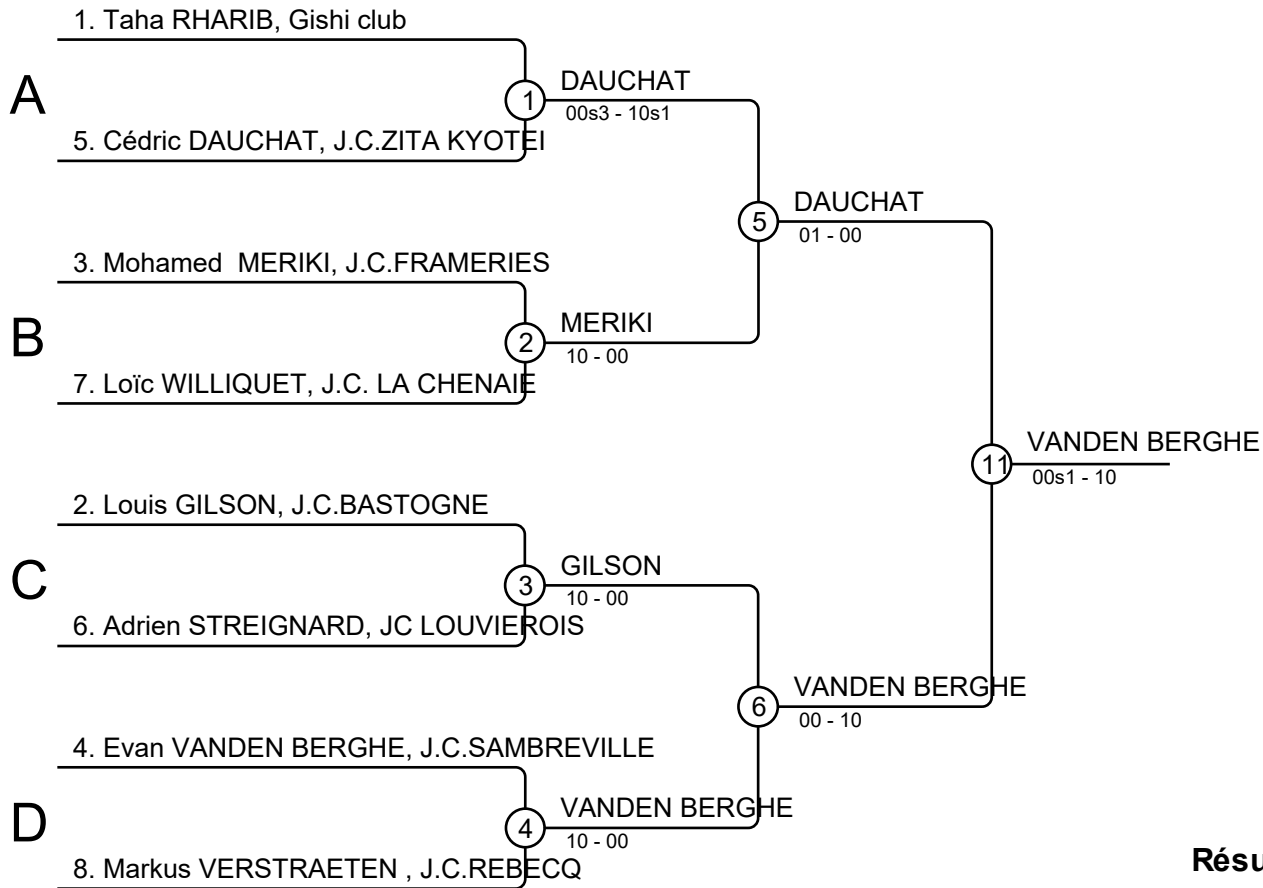 1. Taha RHARIB, Gishi club
A
1
DAUCHAT
00s3 - 10s1
5. Cédric DAUCHAT, J.C.ZITA KYOTEI
5
DAUCHAT
01 - 00
3. Mohamed  MERIKI, J.C.FRAMERIES
B
2
MERIKI
10 - 00
7. Loïc WILLIQUET, J.C. LA CHENAIE
11
VANDEN BERGHE
00s1 - 10
2. Louis GILSON, J.C.BASTOGNE
C
3
GILSON
10 - 00
6. Adrien STREIGNARD, JC LOUVIEROIS
6
VANDEN BERGHE
00 - 10
4. Evan VANDEN BERGHE, J.C.SAMBREVILLE
D
4
VANDEN BERGHE
10 - 00
8. Markus VERSTRAETEN , J.C.REBECQ
Résu